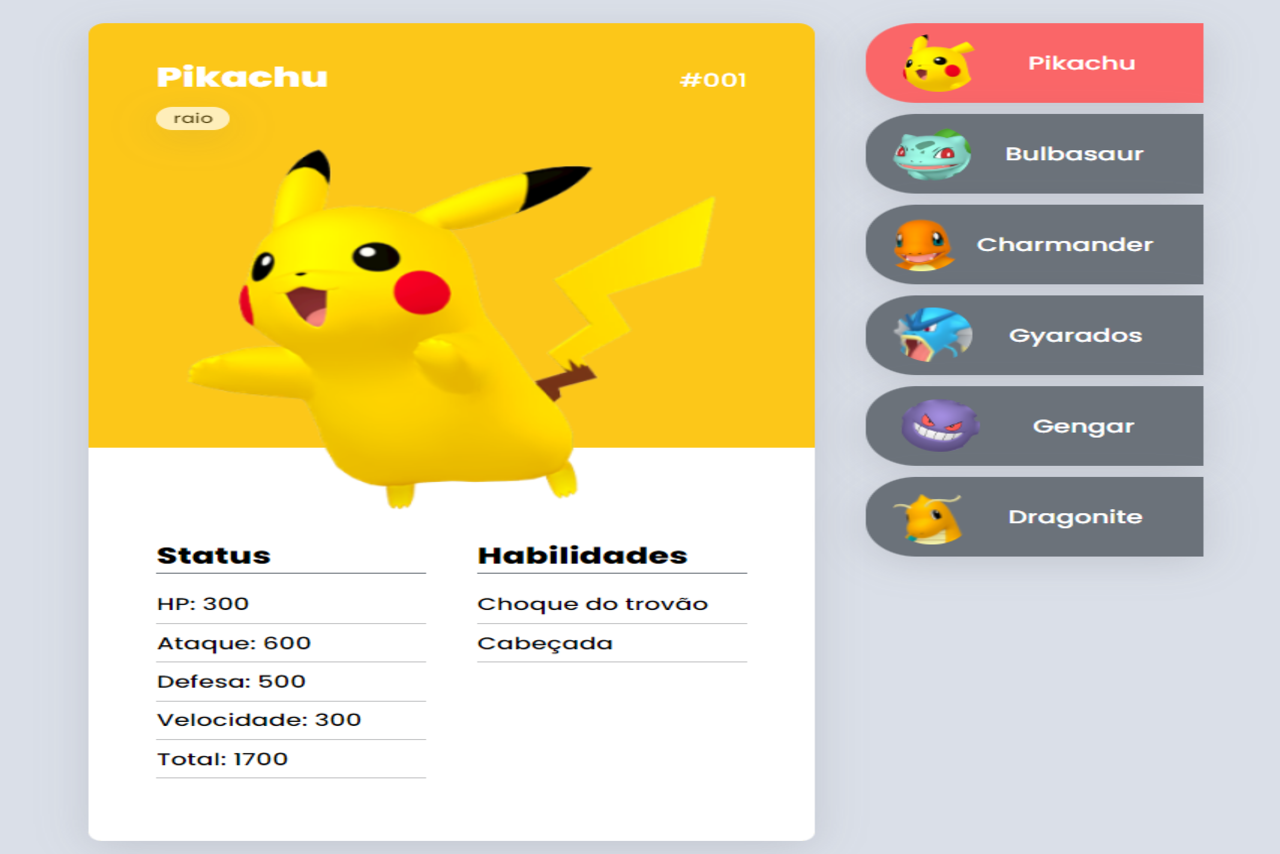 Pikachu
#001
raio
Status
HP: 300
Ataque: 600
Defesa: 500
Velocidade: 300
Total: 1700
Habilidades
Choque do trovão
Cabeçada
Pikachu
Bulbasaur
Charmander
Gyarados
Gengar
Dragonite